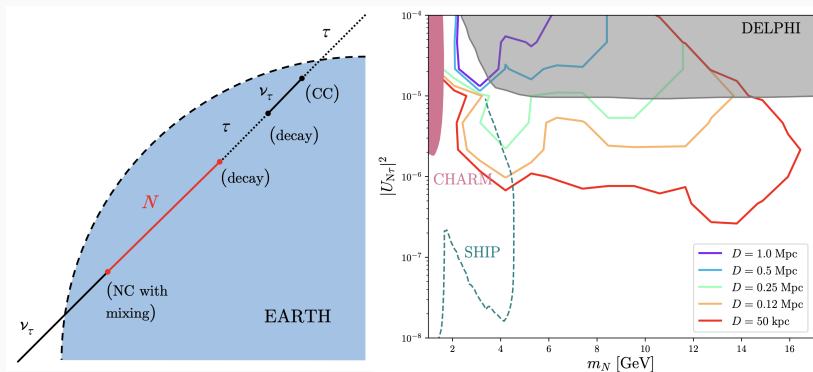 τ
ν_τ
(CC)
τ
(decay)
(decay)
N
(NC with
mixing)
EARTH
ν_τ
DELPHI
CHARM
SHIP
D = 1.0 Mpc
D = 0.5 Mpc
D = 0.25 Mpc
D = 0.12 Mpc
D = 50 kpc
|U_{Nτ}|^2
10^{-4}
10^{-5}
10^{-6}
10^{-7}
10^{-8}
2 4 6 8 10 12 14 16
m_N [GeV]